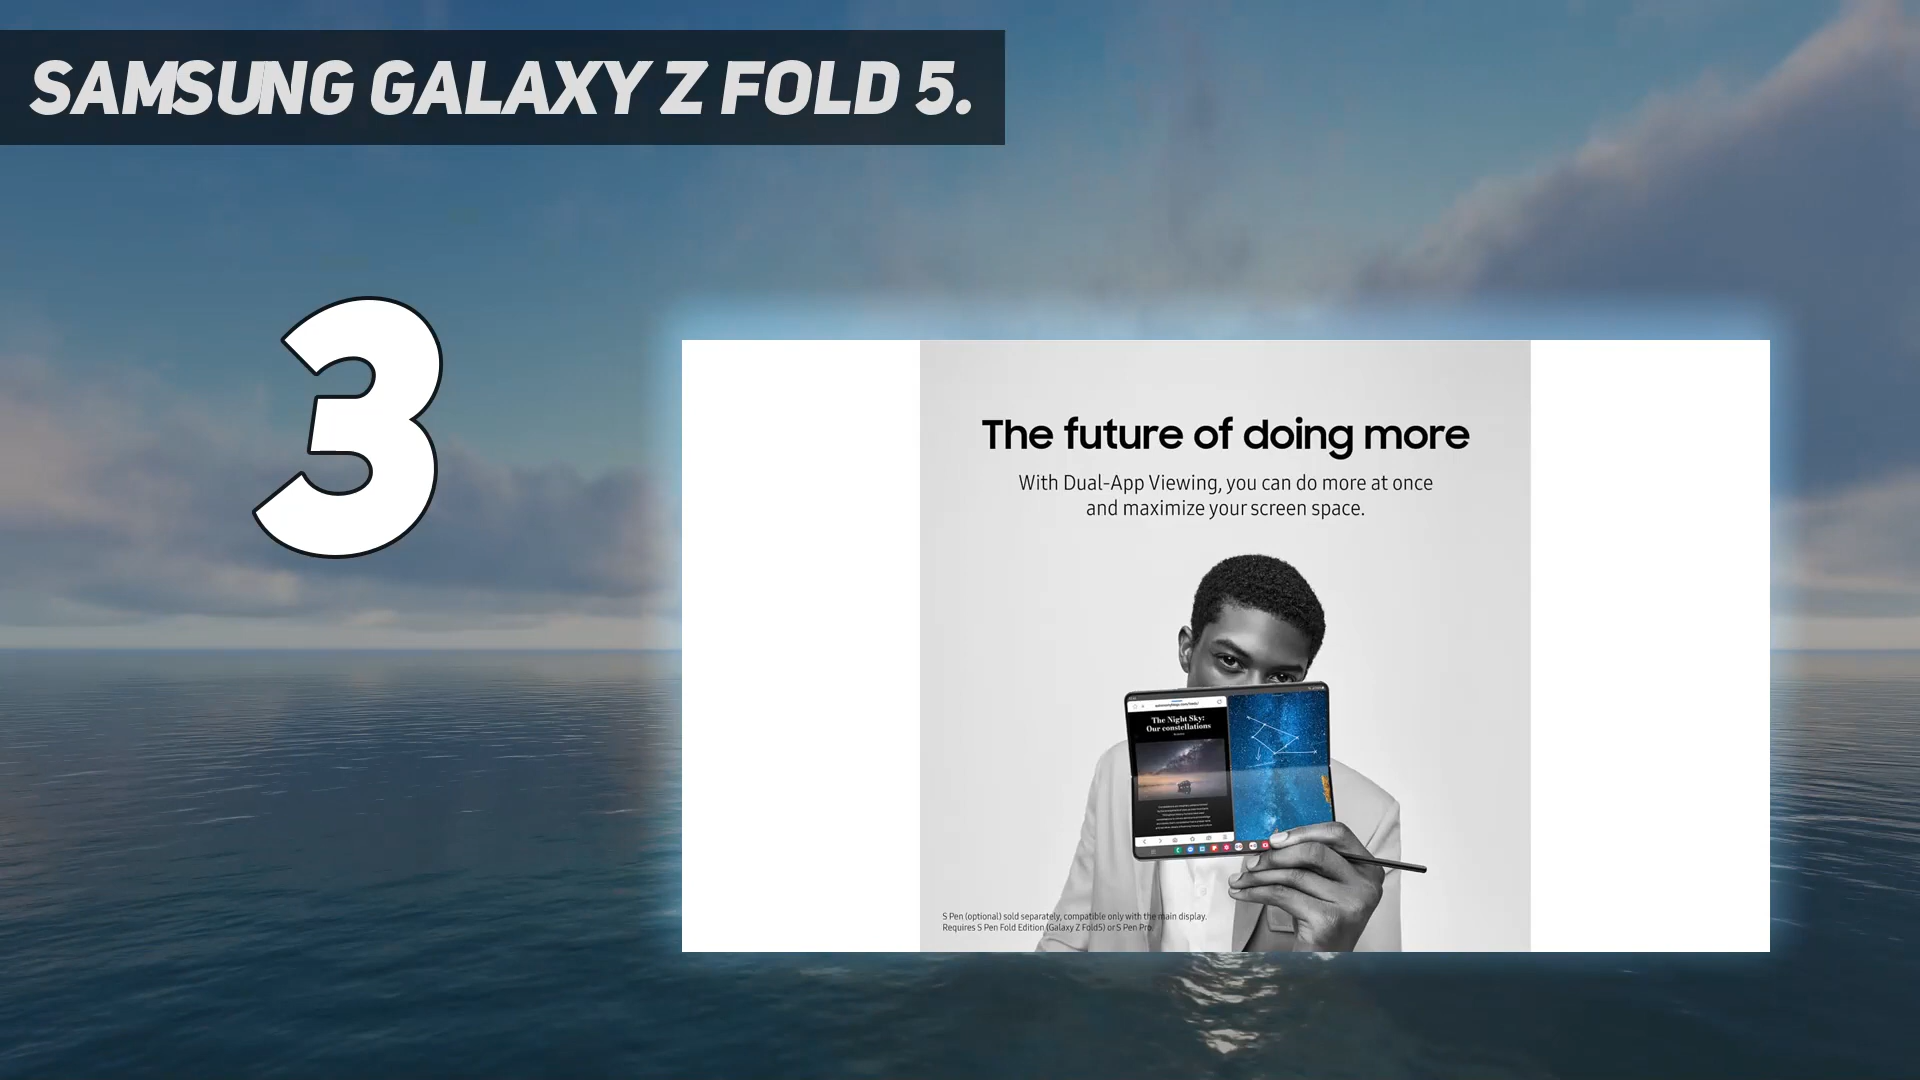 SAMSUNG GALAXY Z FOLD 5.
3
The future of doing more
With Dual-App Viewing, you can do more at once
and maximize your screen space.
The Night Sky:
Our constellations
S Pen (optional) sold separately, compatible only with the main display.
Requires S Pen Fold Edition (Galaxy Z Fold5) or S Pen Pro.